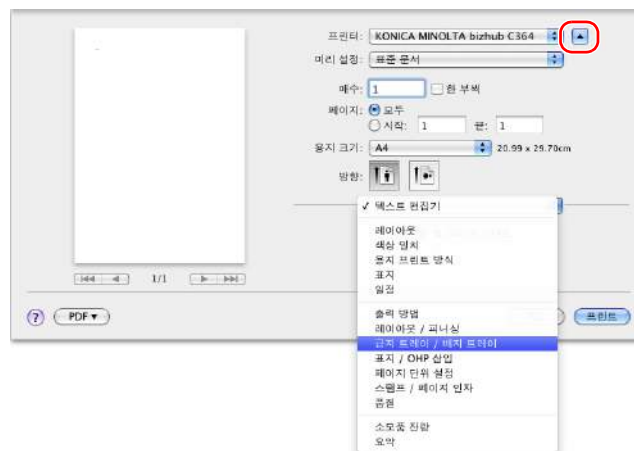 프린터: KONICA MINOLTA bizhub C364
미리 설정: 표준 문서
매수: 1 한 부씩
페이지: 모두
시작: 1 끝: 1
용지 크기: A4 20.99 x 29.70cm
방향:
✓ 텍스트 편집기
레이아웃
색상 일치
용지 프린트 방식
표지
일정
출력 방법
레이아웃 / 피니싱
급지 트레이 / 배지 트레이
표지 / OHP 삽입
페이지 단위 설정
스탬프 / 페이지 인자
품질
소모품 잔량
요약
1/1
? PDF ▾ 프린트